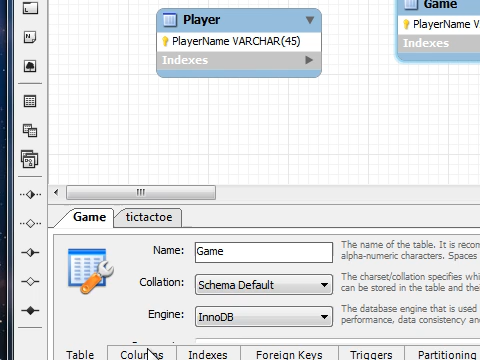 Player
PlayerName VARCHAR(45)
Indexes
Game
PlayerName V
Indexes
Game
tictactoe
Name:
Game
The name of the table. It is recom
alpha-numeric characters. Spaces
Collation:
Schema Default
The charset/collation specifies whi
can be stored in the table and the
Engine:
InnoDB
The database engine that is used
performance, data consistency and
Table
Columns
Indexes
Foreign Keys
Triggers
Partitioning